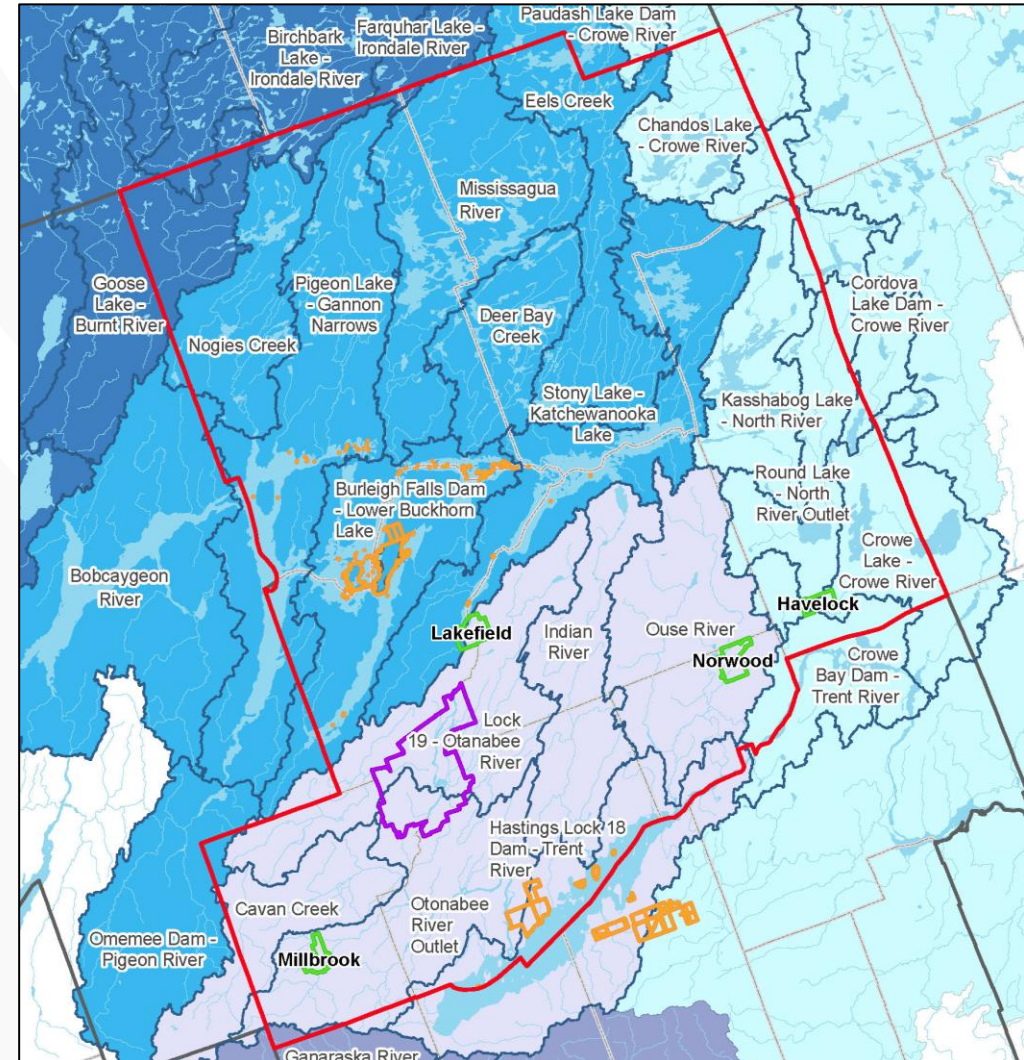 Paudash Lake Dam
- Crowe River
Farquhar Lake -
Irondale River
Birchbark
Lake -
Irondale River
Eels Creek
Chandos Lake
- Crowe River
Mississagua
River
Goose
Lake -
Burnt River
Pigeon Lake
- Gannon
Narrows
Nogies Creek
Deer Bay
Creek
Cordova
Lake Dam -
Crowe River
Stony Lake -
Katchewanooka
Lake
Kasshabog Lake
- North River
Round Lake
- North
River Outlet
Burleigh Falls Dam
- Lower Buckhorn
Lake
Crowe
Lake -
Crowe River
Bobcaygeon
River
Havelock
Lakefield
Indian
River
Ouse River
Norwood
Crowe
Bay Dam -
Trent River
Lock
19 - Otanabee
River
Hastings Lock 18
Dam - Trent
River
Cavan Creek
Otonabee
River
Outlet
Omemee Dam -
Pigeon River
Millbrook
Ganaraska River